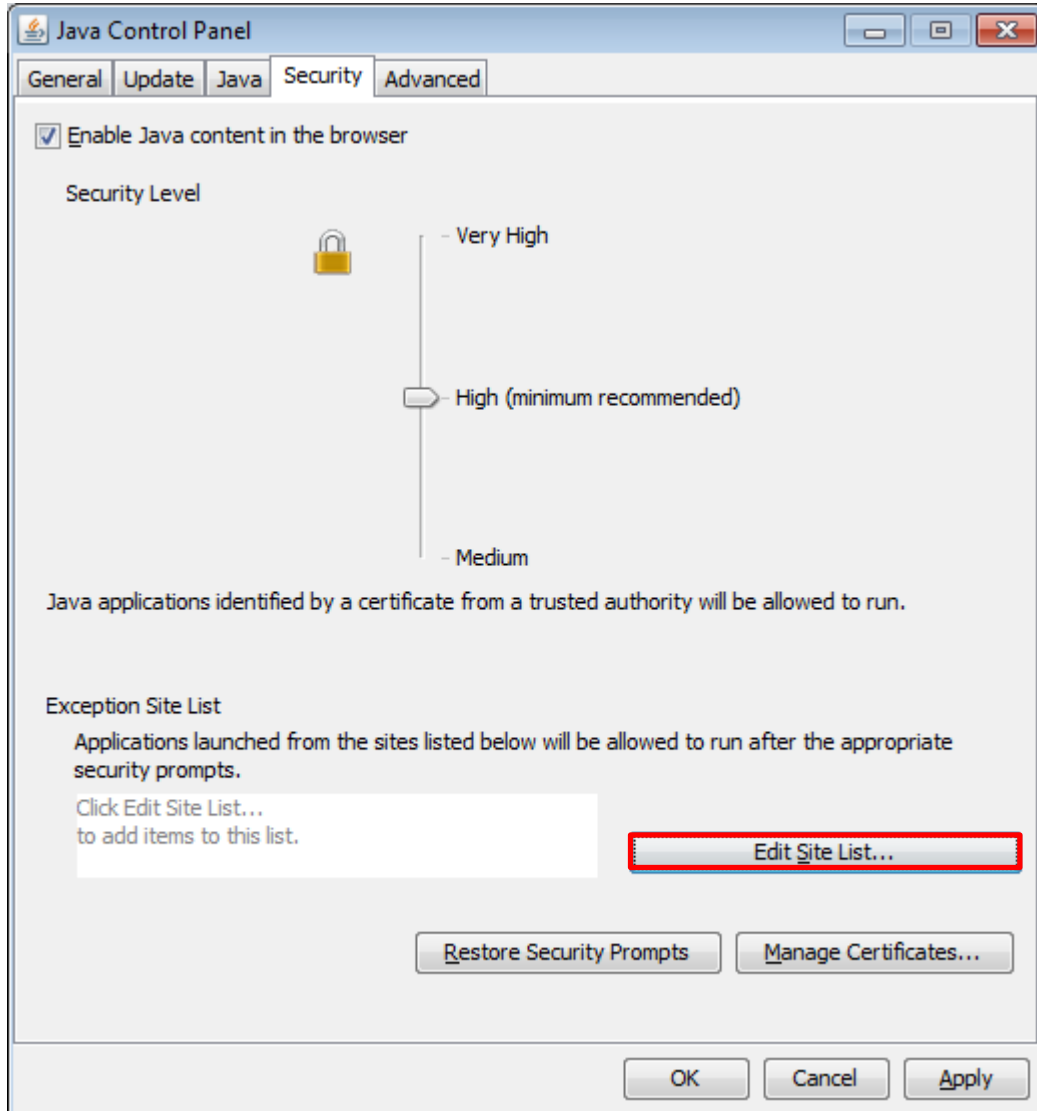 Java Control Panel
General Update Java Security Advanced
Enable Java content in the browser
Security Level
Very High
High (minimum recommended)
Medium
Java applications identified by a certificate from a trusted authority will be allowed to run.
Exception Site List
Applications launched from the sites listed below will be allowed to run after the appropriate
security prompts.
Click Edit Site List...
to add items to this list.
Edit Site List...
Restore Security Prompts Manage Certificates...
OK Cancel Apply